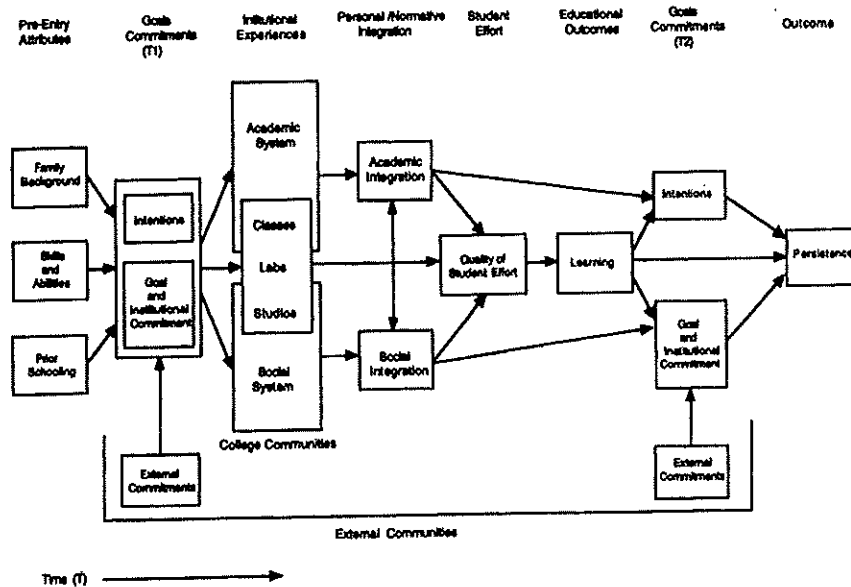 Pre-Entry
Attributes
Goals
Commitments
(T1)
Intitutional
Experiences
Personal /Normative
Integration
Student
Effort
Educational
Outcomes
Goals
Commitments
(T2)
Outcome
Family
Background
Skills
and
Abilities
Prior
Schooling
Intentions
Goal
and
Institutional
Commitment
External
Commitments
Academic
System
Classes
Labs
Studios
Social
System
College Communities
Academic
Integration
Social
Integration
Quality of
Student Effort
Learning
Intentions
Goal
and
Institutional
Commitment
External
Commitments
Persistence
External Communities
Time (T)